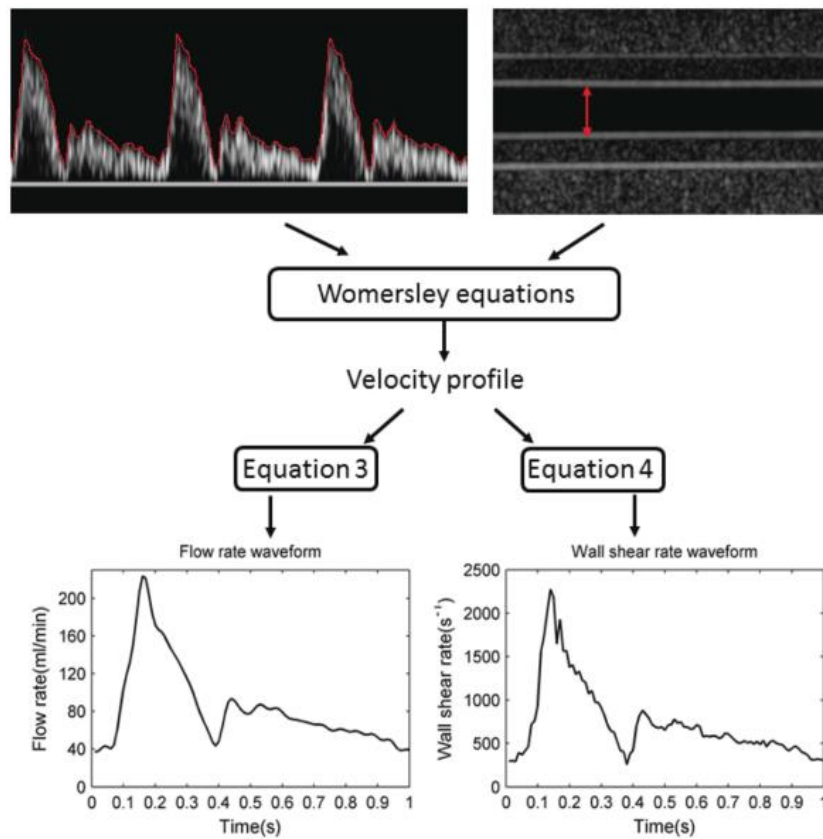 Womersley equations
Velocity profile
Equation 3
Equation 4
Flow rate waveform
Flow rate(ml/min)
200
160
120
80
40
0
0 0.1 0.2 0.3 0.4 0.5 0.6 0.7 0.8 0.9 1
Time(s)
Wall shear rate waveform
Wall shear rate(s⁻¹)
2500
2000
1500
1000
500
0
0 0.1 0.2 0.3 0.4 0.5 0.6 0.7 0.8 0.9 1
Time(s)